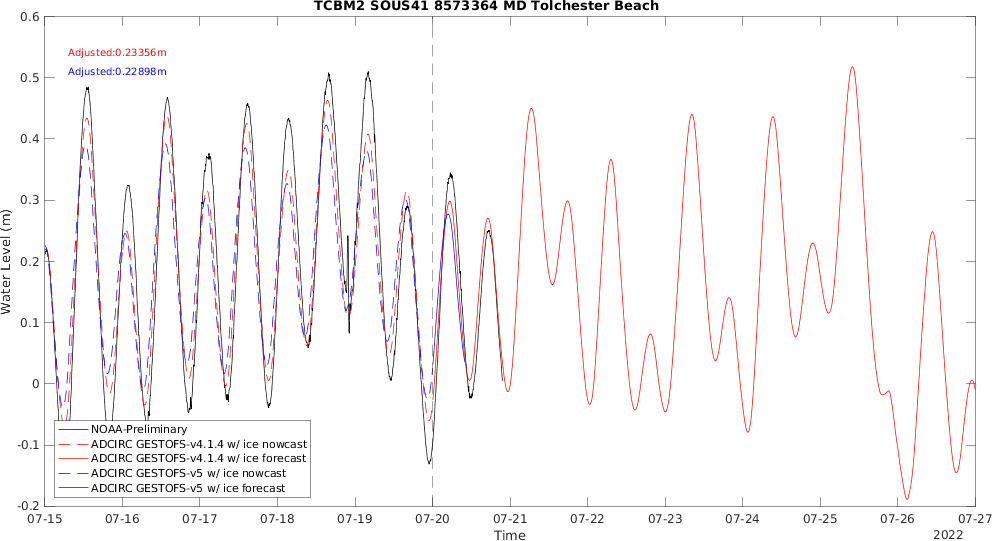 TCBM2 SOUS41 8573364 MD Tolchester Beach
Adjusted:0.23356m
Adjusted:0.22898m
Water Level (m)
0.6
0.5
0.4
0.3
0.2
0.1
0
-0.1
-0.2
NOAA-Preliminary
ADCIRC GESTOFS-v4.1.4 w/ ice nowcast
ADCIRC GESTOFS-v4.1.4 w/ ice forecast
ADCIRC GESTOFS-v5 w/ ice nowcast
ADCIRC GESTOFS-v5 w/ ice forecast
07-15 07-16 07-17 07-18 07-19 07-20 07-21 07-22 07-23 07-24 07-25 07-26 07-27
Time
2022